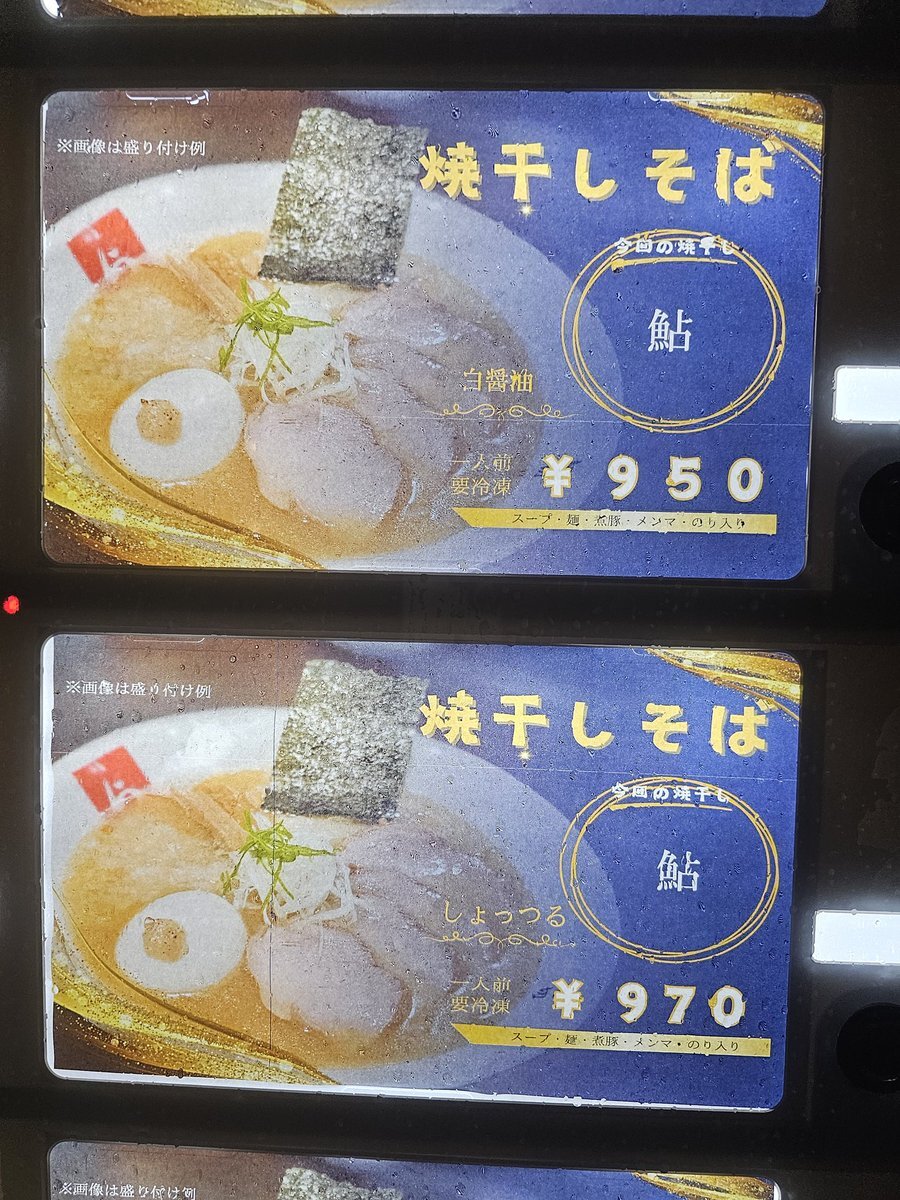 ※画像は盛り付け例
焼干しそば
今回の焼干し
鮎
白醤油
一人前
要冷凍
¥950
スープ・麺・煮豚・メンマ・のり入り
※画像は盛り付け例
焼干しそば
今回の焼干し
鮎
しょっつる
一人前
要冷凍
¥970
スープ・麺・煮豚・メンマ・のり入り
※画像は盛り付け例